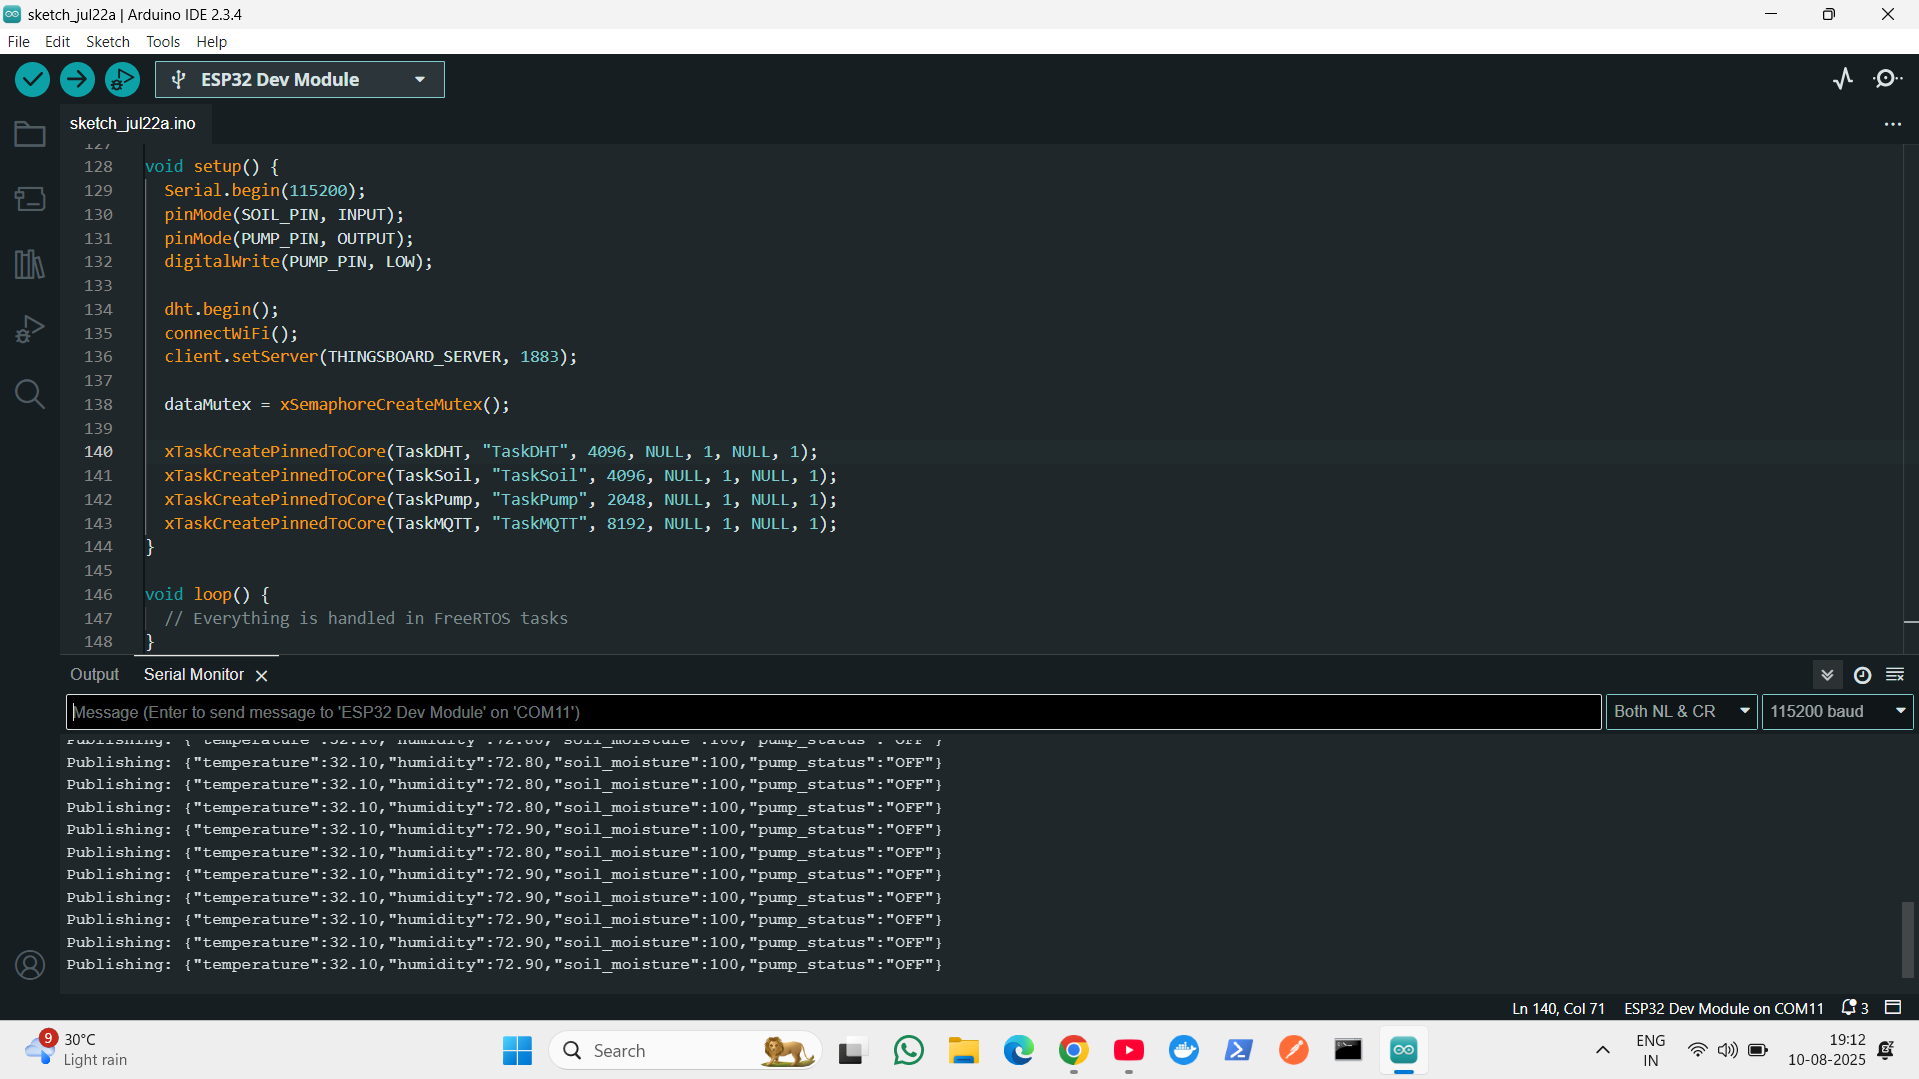 sketch_jul22a | Arduino IDE 2.3.4
File Edit Sketch Tools Help
ESP32 Dev Module
sketch_jul22a.ino
127
128 void setup() {
129 Serial.begin(115200);
130 pinMode(SOIL_PIN, INPUT);
131 pinMode(PUMP_PIN, OUTPUT);
132 digitalWrite(PUMP_PIN, LOW);
133
134 dht.begin();
135 connectWiFi();
136 client.setServer(THINGSBOARD_SERVER, 1883);
137
138 dataMutex = xSemaphoreCreateMutex();
139
140 xTaskCreatePinnedToCore(TaskDHT, "TaskDHT", 4096, NULL, 1, NULL, 1);
141 xTaskCreatePinnedToCore(TaskSoil, "TaskSoil", 4096, NULL, 1, NULL, 1);
142 xTaskCreatePinnedToCore(TaskPump, "TaskPump", 2048, NULL, 1, NULL, 1);
143 xTaskCreatePinnedToCore(TaskMQTT, "TaskMQTT", 8192, NULL, 1, NULL, 1);
144 }
145
146 void loop() {
147 // Everything is handled in FreeRTOS tasks
148 }
Output Serial Monitor
Message (Enter to send message to 'ESP32 Dev Module' on 'COM11') Both NL & CR 115200 baud
Publishing: {"temperature":32.10,"humidity":72.80,"soil_moisture":100,"pump_status":"OFF"}
Publishing: {"temperature":32.10,"humidity":72.80,"soil_moisture":100,"pump_status":"OFF"}
Publishing: {"temperature":32.10,"humidity":72.80,"soil_moisture":100,"pump_status":"OFF"}
Publishing: {"temperature":32.10,"humidity":72.80,"soil_moisture":100,"pump_status":"OFF"}
Publishing: {"temperature":32.10,"humidity":72.90,"soil_moisture":100,"pump_status":"OFF"}
Publishing: {"temperature":32.10,"humidity":72.80,"soil_moisture":100,"pump_status":"OFF"}
Publishing: {"temperature":32.10,"humidity":72.90,"soil_moisture":100,"pump_status":"OFF"}
Publishing: {"temperature":32.10,"humidity":72.90,"soil_moisture":100,"pump_status":"OFF"}
Publishing: {"temperature":32.10,"humidity":72.90,"soil_moisture":100,"pump_status":"OFF"}
Publishing: {"temperature":32.10,"humidity":72.90,"soil_moisture":100,"pump_status":"OFF"}
Publishing: {"temperature":32.10,"humidity":72.90,"soil_moisture":100,"pump_status":"OFF"}
Ln 140, Col 71 ESP32 Dev Module on COM11 3
9 30°C
Light rain
Search
ENG
IN
19:12
10-08-2025